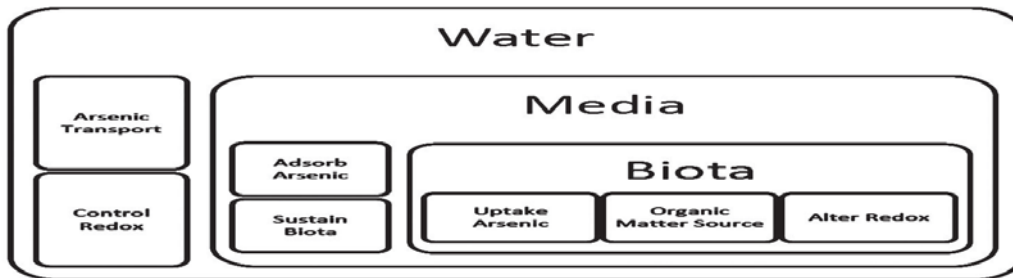 Water
Arsenic
Transport
Control
Redox
Media
Adsorb
Arsenic
Sustain
Biota
Biota
Uptake
Arsenic
Organic
Matter Source
Alter Redox